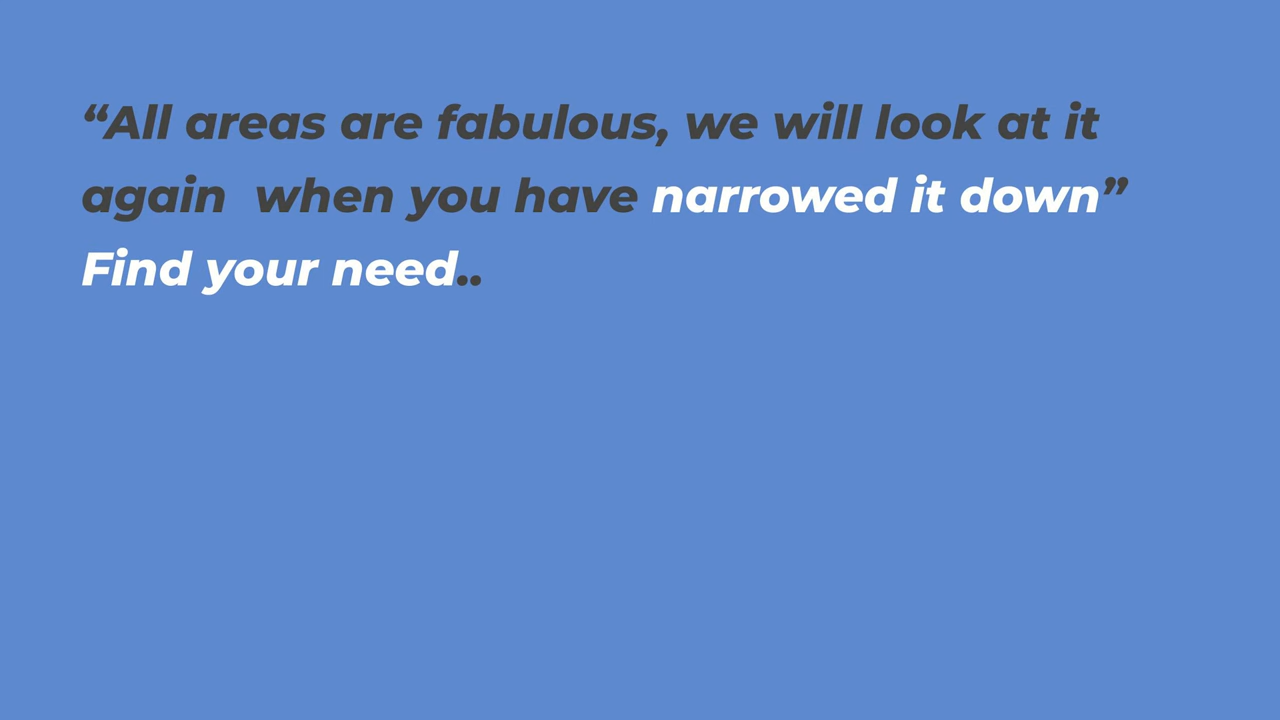 “All areas are fabulous, we will look at it
again  when you have narrowed it down”
Find your need..